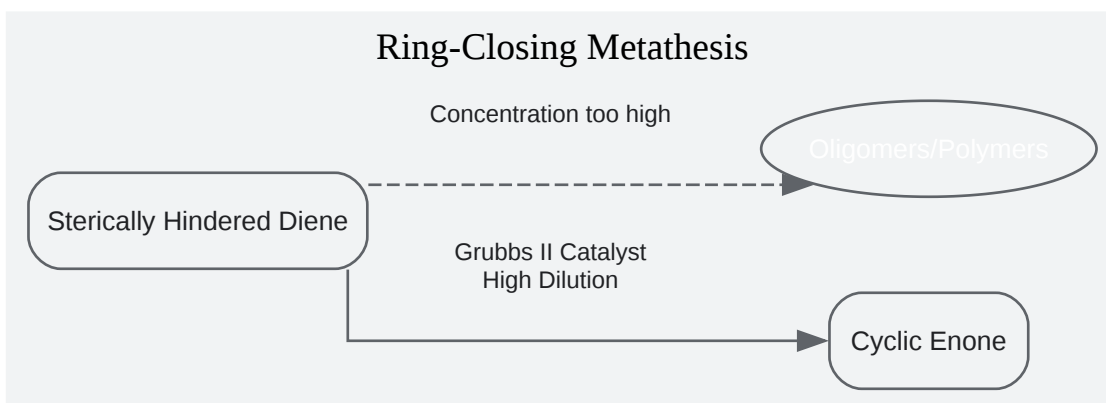 Ring-Closing Metathesis
Concentration too high
Oligomers/Polymers
Sterically Hindered Diene
Grubbs II Catalyst
High Dilution
Cyclic Enone